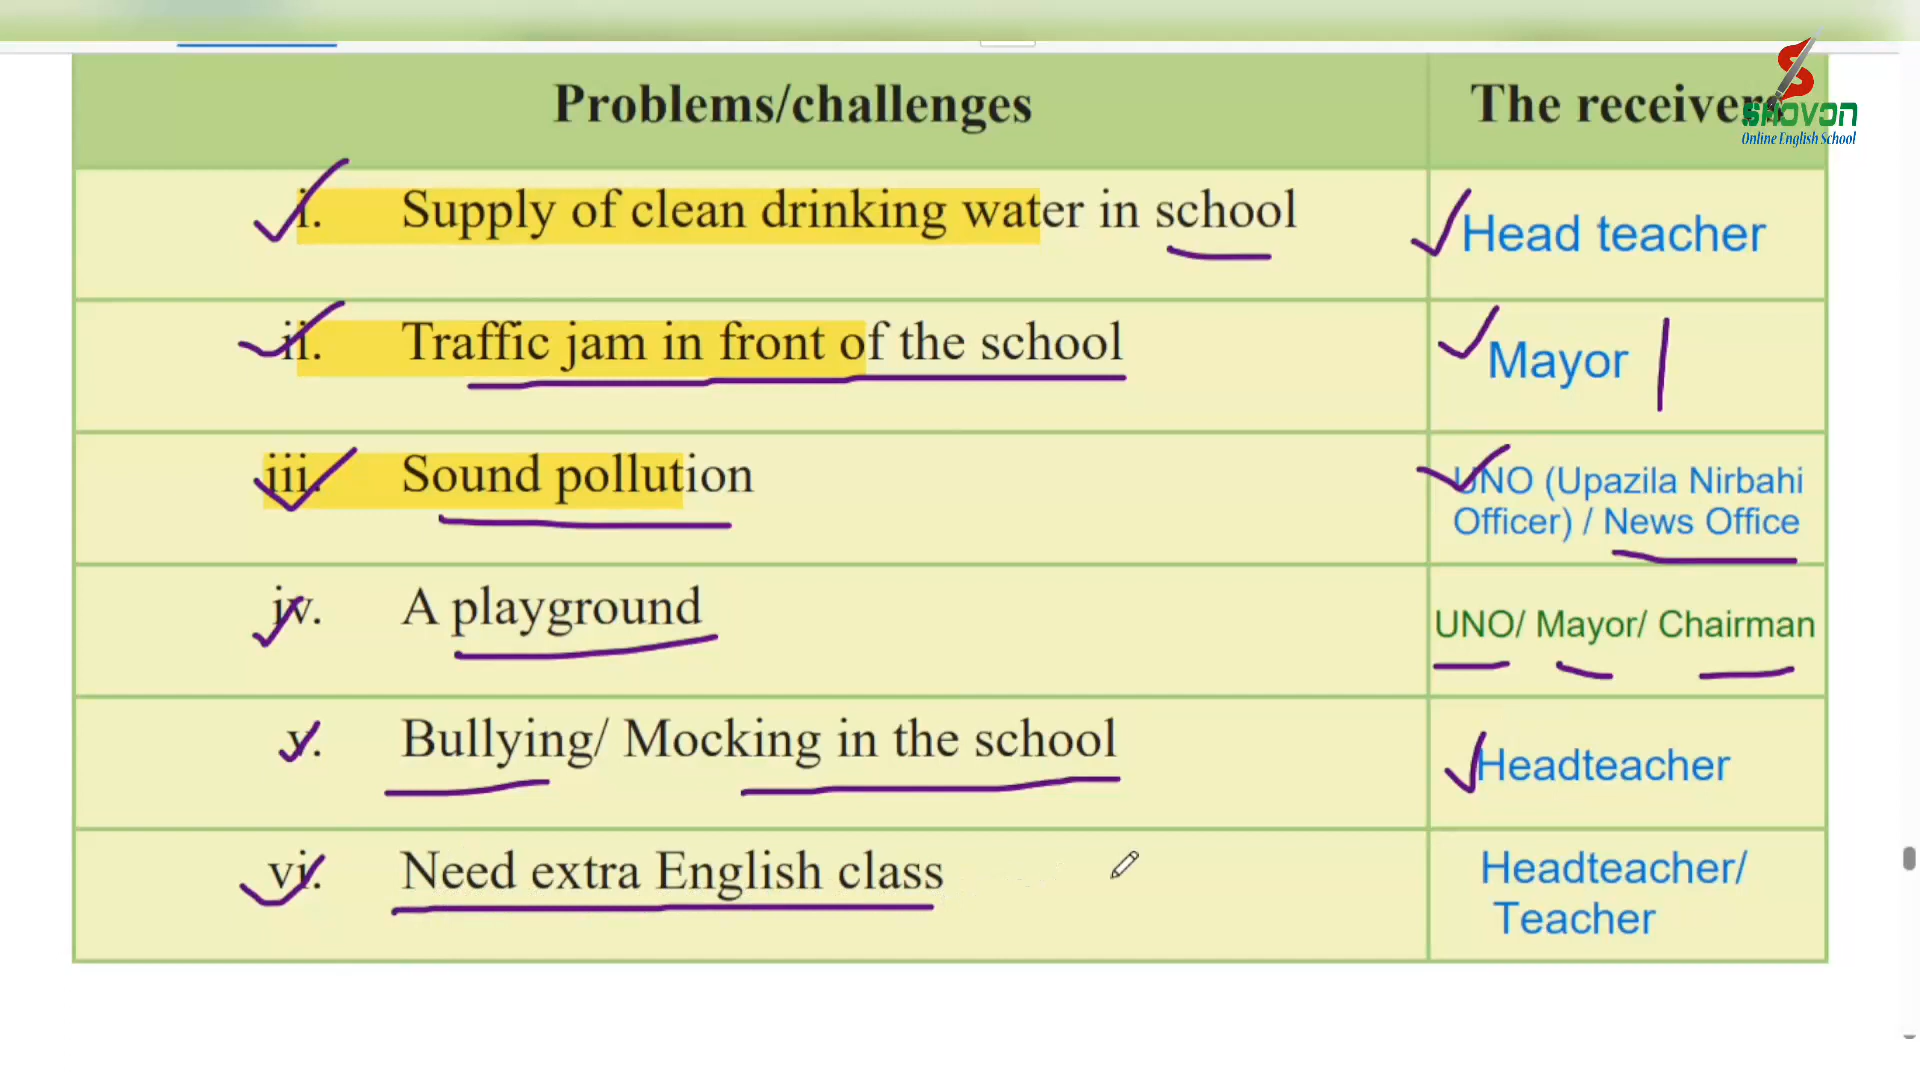 Problems/challenges
The receivers
SHOVON
Online English School
i. Supply of clean drinking water in school
Head teacher
ii. Traffic jam in front of the school
Mayor
iii. Sound pollution
UNO (Upazila Nirbahi
Officer) / News Office
iv. A playground
UNO/ Mayor/ Chairman
v. Bullying/ Mocking in the school
Headteacher
vi. Need extra English class
Headteacher/
Teacher